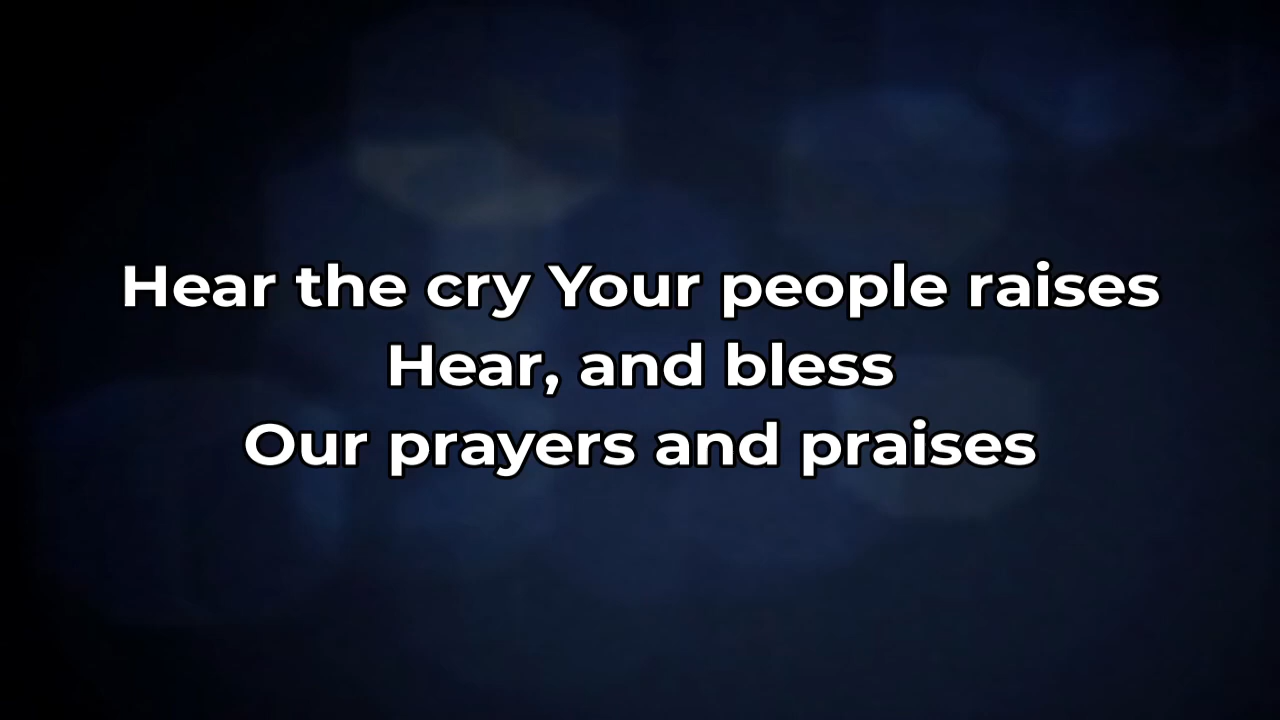 Hear the cry Your people raises
Hear, and bless
Our prayers and praises